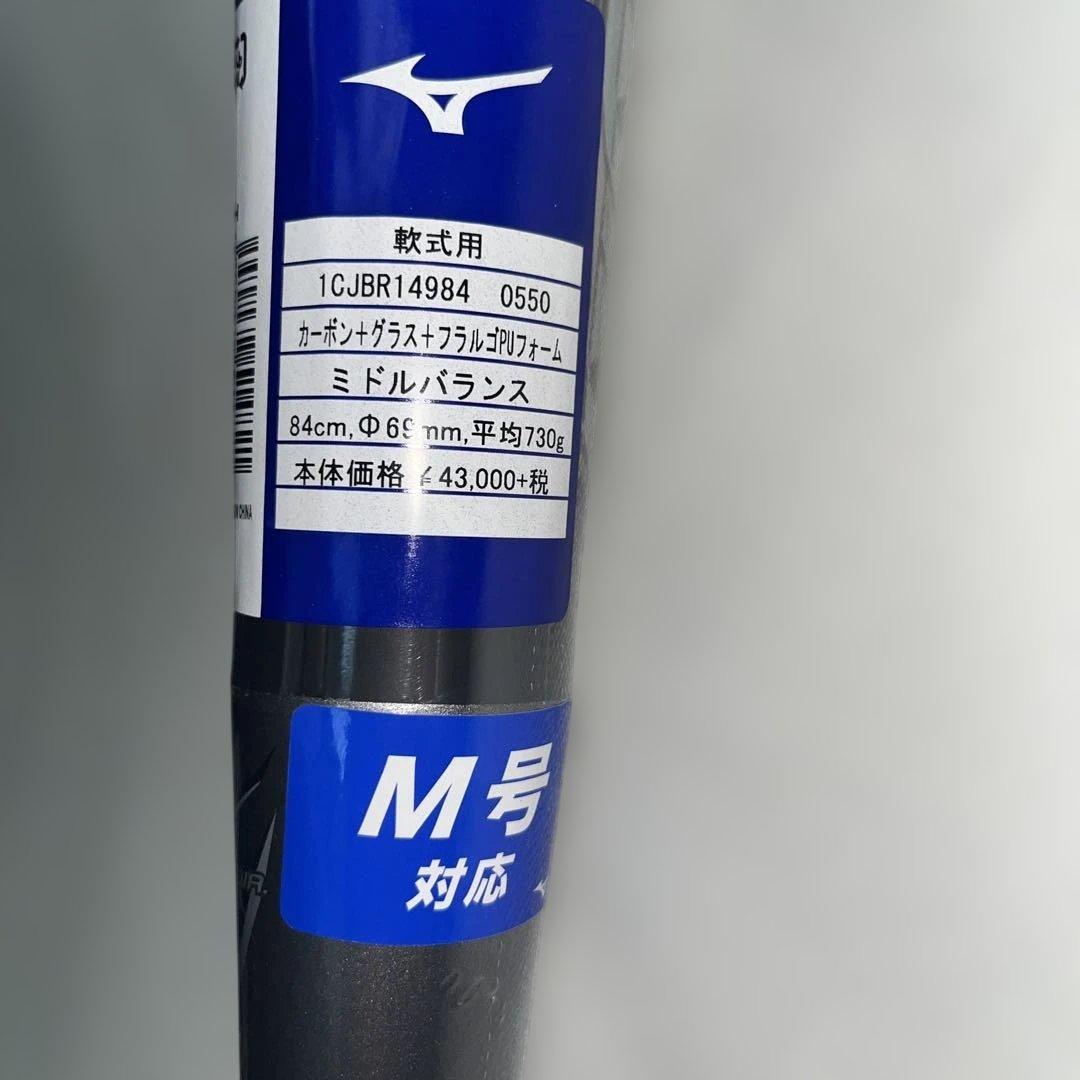 軟式用
1CJBR14984 0550
カーボン+グラス+フラルゴPUフォーム
ミドルバランス
84cm,Φ69mm,平均730g
本体価格 ¥ 43,000+税
CHINA
M号
対応